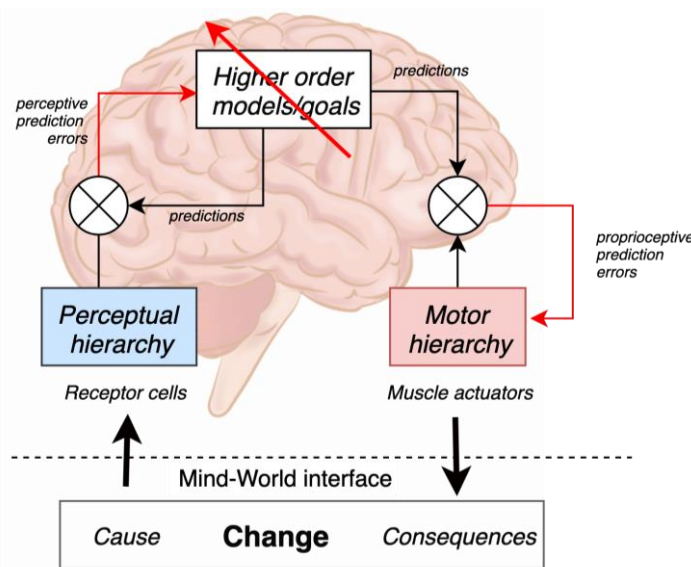 Higher order
models/goals
predictions
perceptive
prediction
errors
predictions
proprioceptive
prediction
errors
Perceptual
hierarchy
Motor
hierarchy
Receptor cells
Muscle actuators
Mind-World interface
Cause Change Consequences